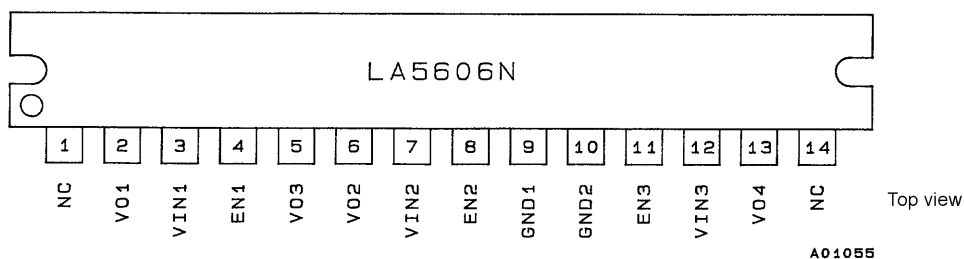 LA5606N
1 2 3 4 5 6 7 8 9 10 11 12 13 14
NC VO1 VIN1 EN1 VO3 VO2 VIN2 EN2 GND1 GND2 EN3 VIN3 VO4 NC
Top view
A01055